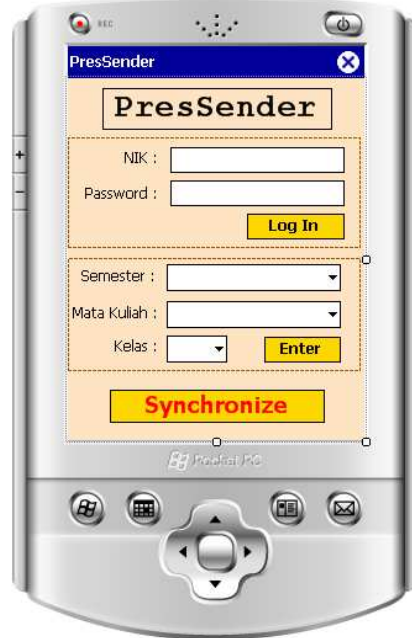 REC
PresSender
PresSender
NIK :
Password :
Log In
Semester :
Mata Kuliah :
Kelas :
Enter
Synchronize
Pocket PC